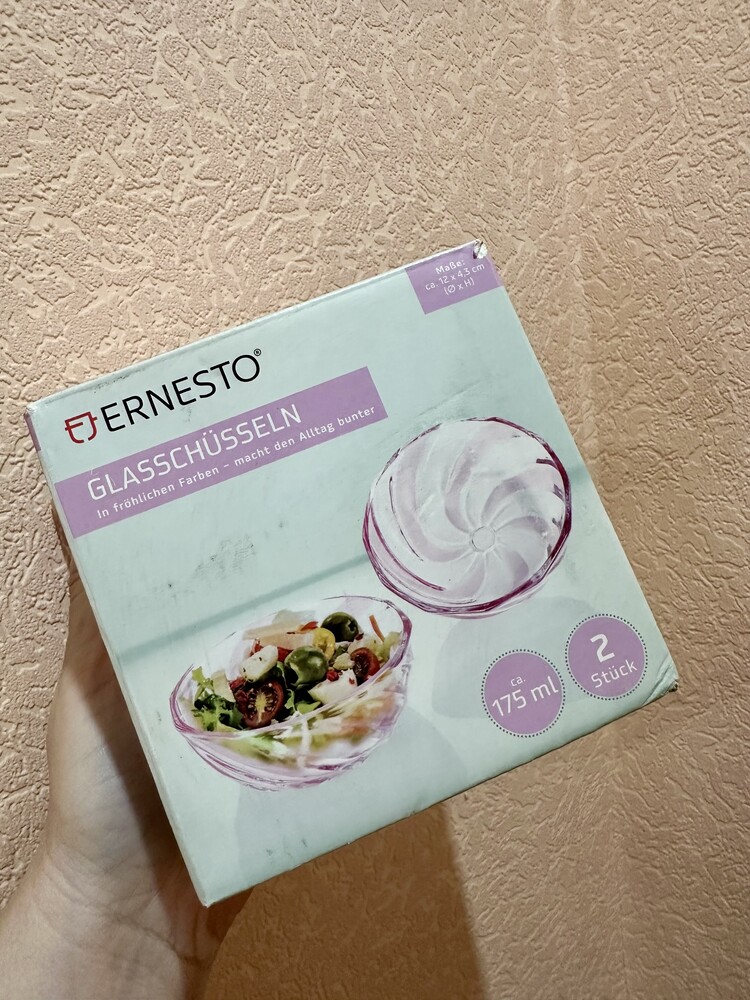 Maße:
ca. 12 x 4,3 cm
(Ø x H)
ERNESTO®
GLASSCHÜSSELN
In fröhlichen Farben – macht den Alltag bunter
ca.
175 ml
2
Stück